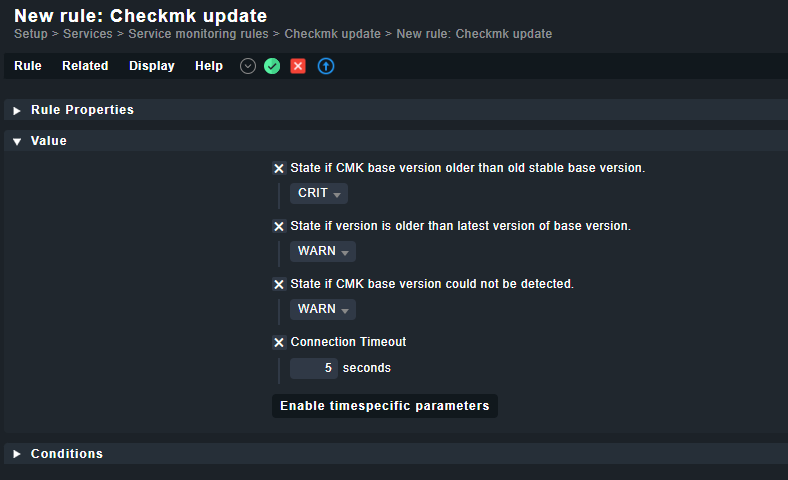 New rule: Checkmk update
Setup > Services > Service monitoring rules > Checkmk update > New rule: Checkmk update
Rule Related Display Help
Rule Properties
Value
State if CMK base version older than old stable base version.
CRIT
State if version is older than latest version of base version.
WARN
State if CMK base version could not be detected.
WARN
Connection Timeout
5 seconds
Enable timespecific parameters
Conditions